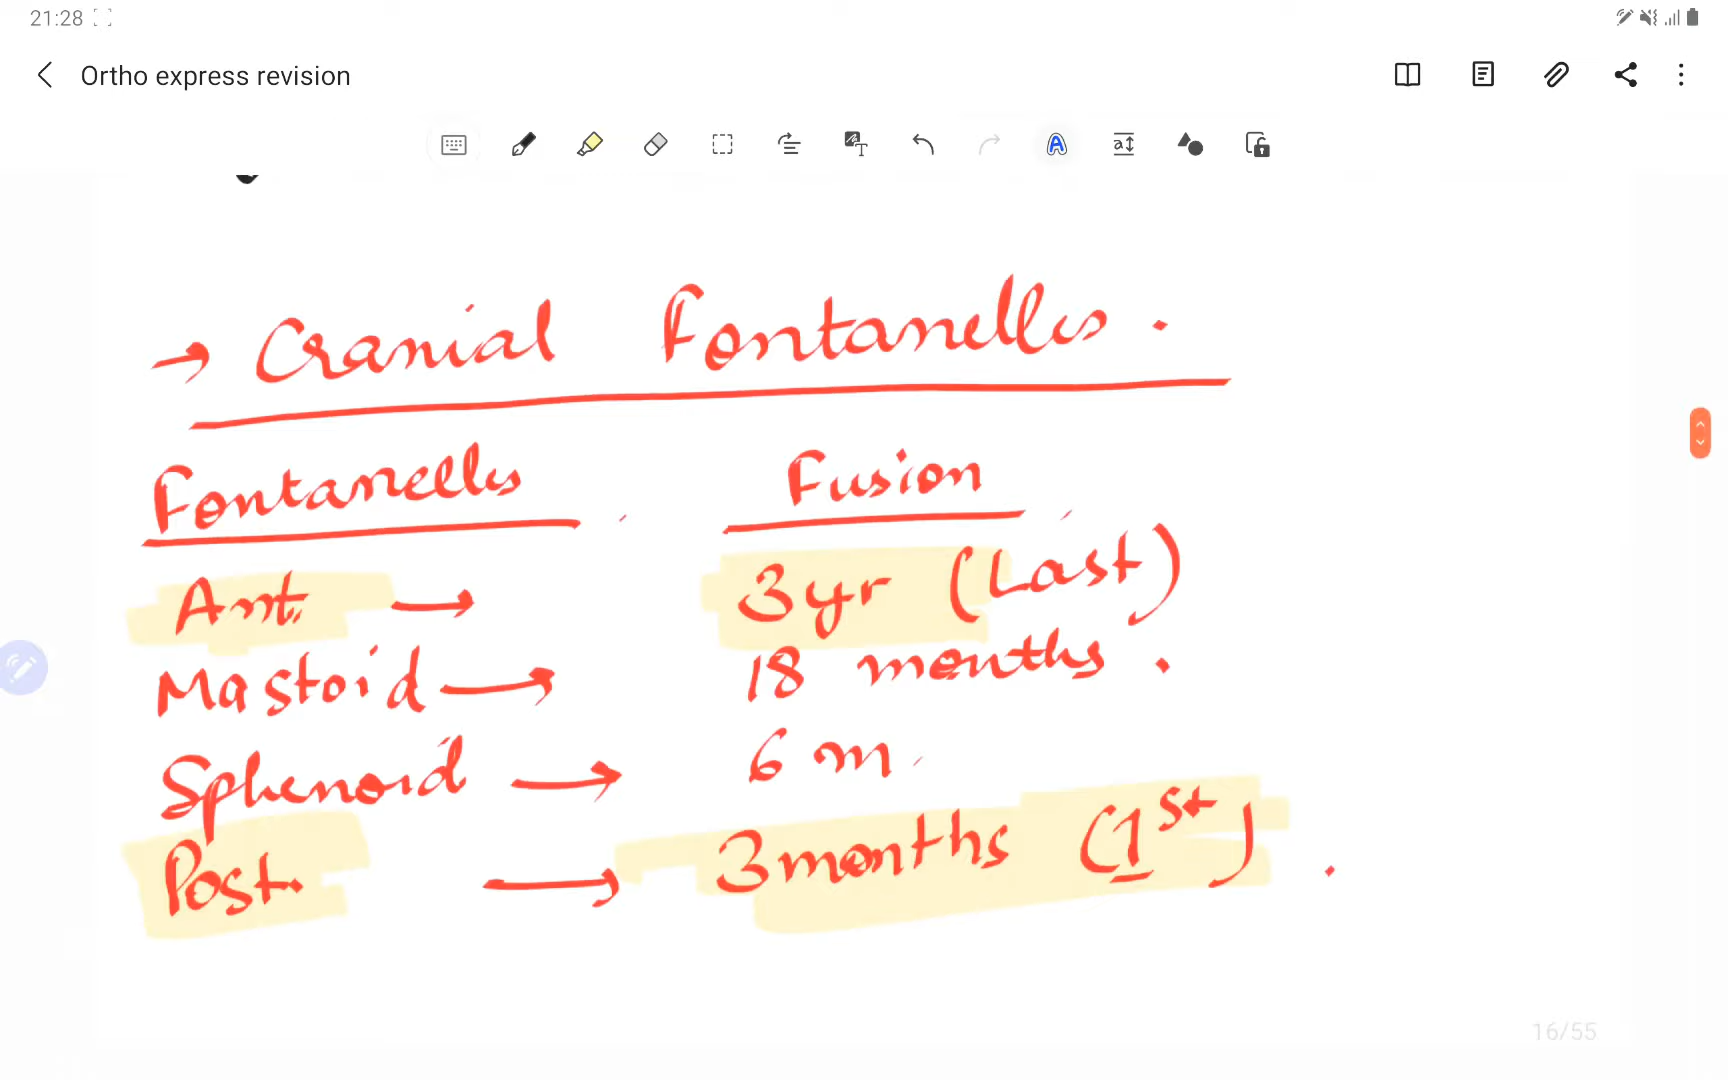 21:28
Ortho express revision
→ Cranial Fontanelles.
Fontanelles Fusion
Ant. → 3yr (Last)
Mastoid → 18 months.
Sphenoid → 6 m.
Post. → 3months (1st).
16/55